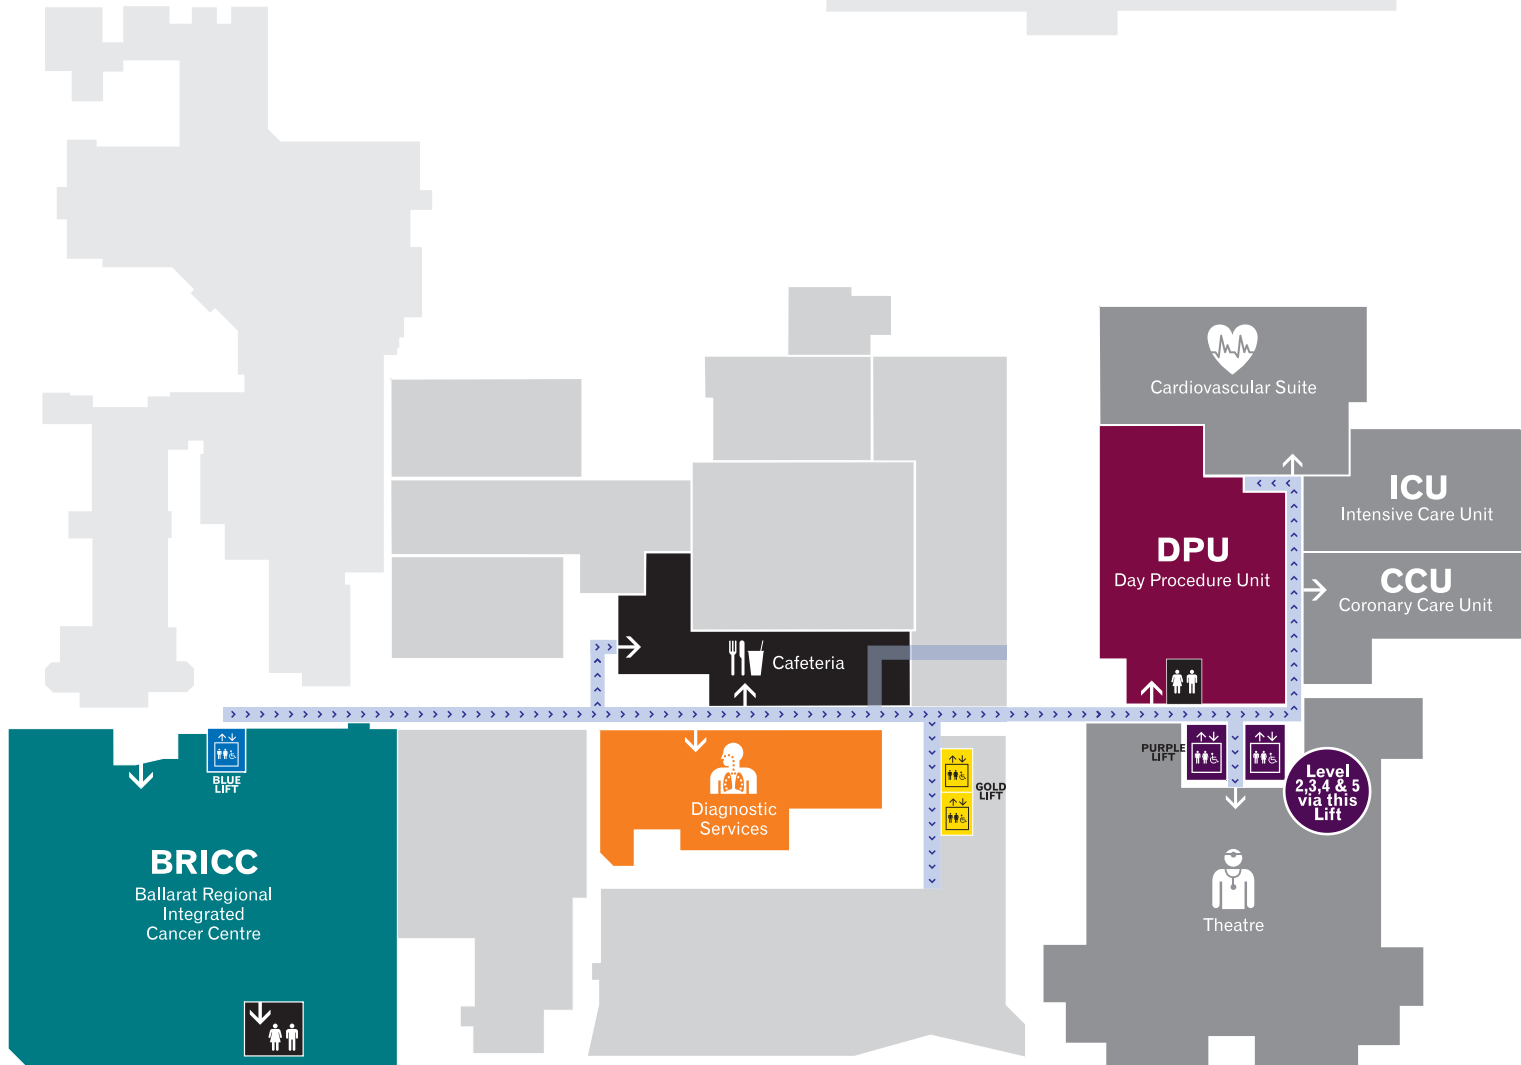 Cardiovascular Suite
ICU
Intensive Care Unit
DPU
Day Procedure Unit
CCU
Coronary Care Unit
Cafeteria
PURPLE
LIFT
Level
2,3,4 & 5
via this
Lift
BLUE
LIFT
GOLD
LIFT
Diagnostic
Services
BRICC
Ballarat Regional
Integrated
Cancer Centre
Theatre